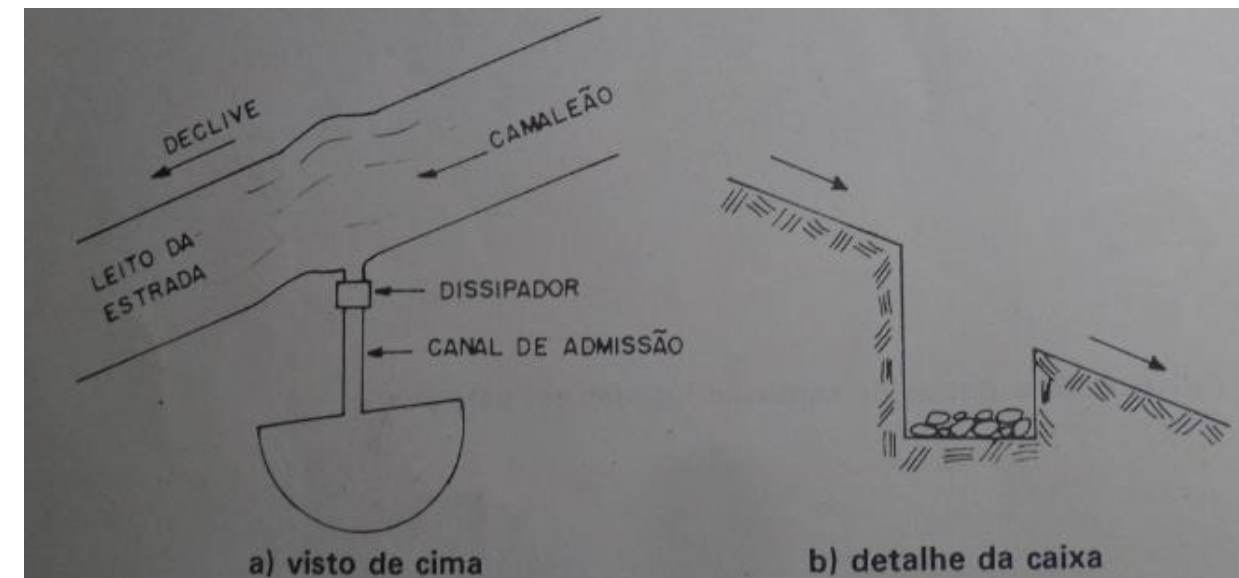 DECLIVE
CAMALEÃO
LEITO DA-
ESTRADA
DISSIPADOR
CANAL DE ADMISSÃO
a) visto de cima
b) detalhe da caixa